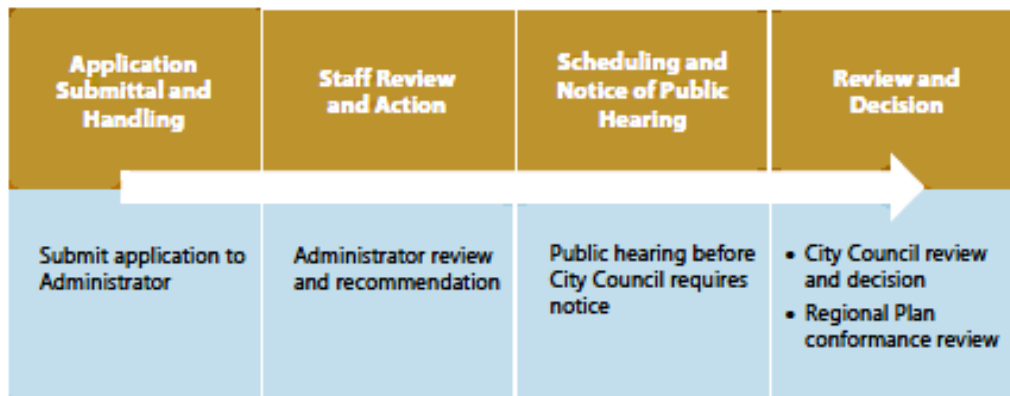 Application
Submittal and
Handling
Staff Review
and Action
Scheduling and
Notice of Public
Hearing
Review and
Decision
Submit application to
Administrator
Administrator review
and recommendation
Public hearing before
City Council requires
notice
• City Council review
and decision
• Regional Plan
conformance review